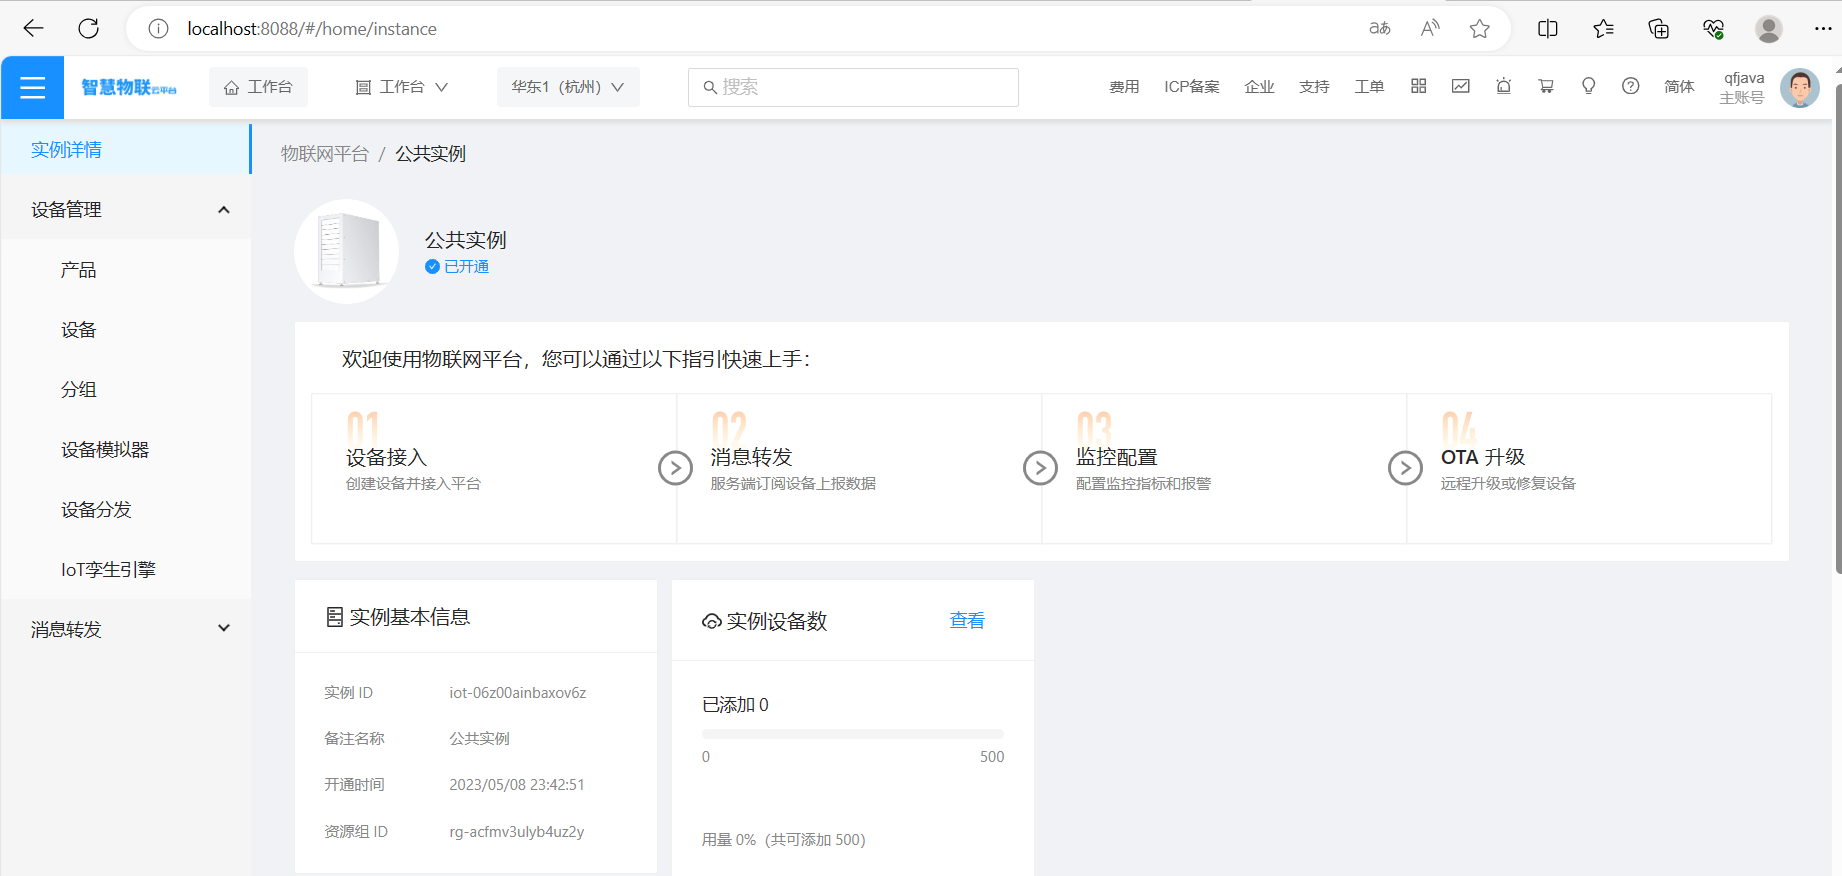 localhost:8088/#/home/instance
智慧物联云平台 工作台 工作台 华东1（杭州） 搜索 费用 ICP备案 企业 支持 工单 简体 qfjava
主账号
实例详情
设备管理
产品
设备
分组
设备模拟器
设备分发
IoT孪生引擎
消息转发
物联网平台 / 公共实例
公共实例
已开通
欢迎使用物联网平台，您可以通过以下指引快速上手：
01
设备接入
创建设备并接入平台
02
消息转发
服务端订阅设备上报数据
03
监控配置
配置监控指标和报警
04
OTA 升级
远程升级或修复设备
实例基本信息
实例 ID iot-06z00ainbaxov6z
备注名称 公共实例
开通时间 2023/05/08 23:42:51
资源组 ID rg-acfmv3ulyb4uz2y
实例设备数 查看
已添加 0
0 500
用量 0%（共可添加 500）